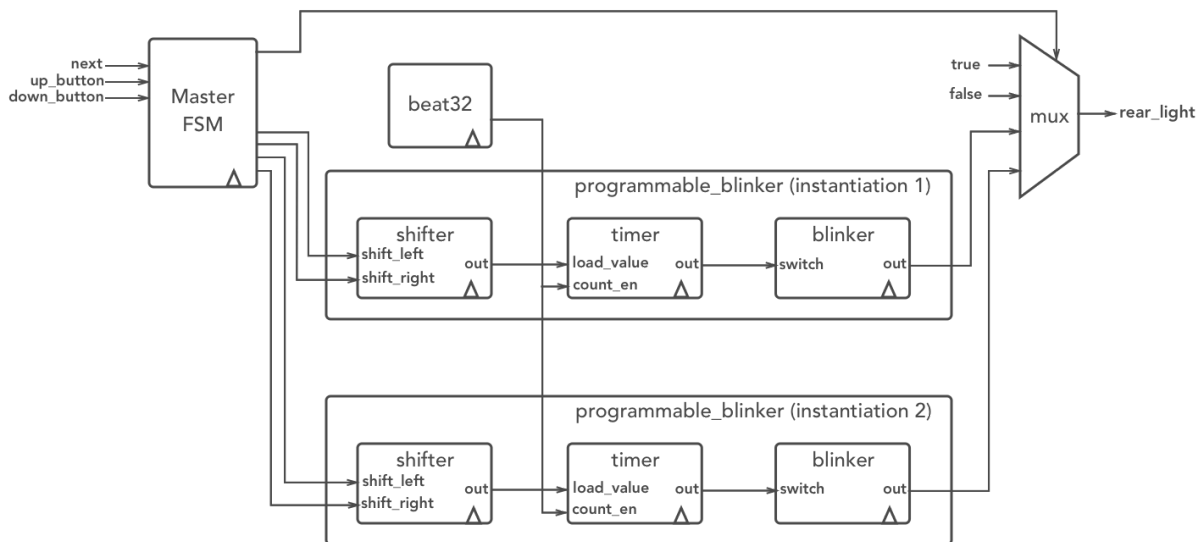 next
up_button
down_button
Master
FSM
beat32
true
false
mux
rear_light
programmable_blinker (instantiation 1)
shifter
shift_left
shift_right
out
timer
load_value
count_en
out
blinker
switch
out
programmable_blinker (instantiation 2)
shifter
shift_left
shift_right
out
timer
load_value
count_en
out
blinker
switch
out